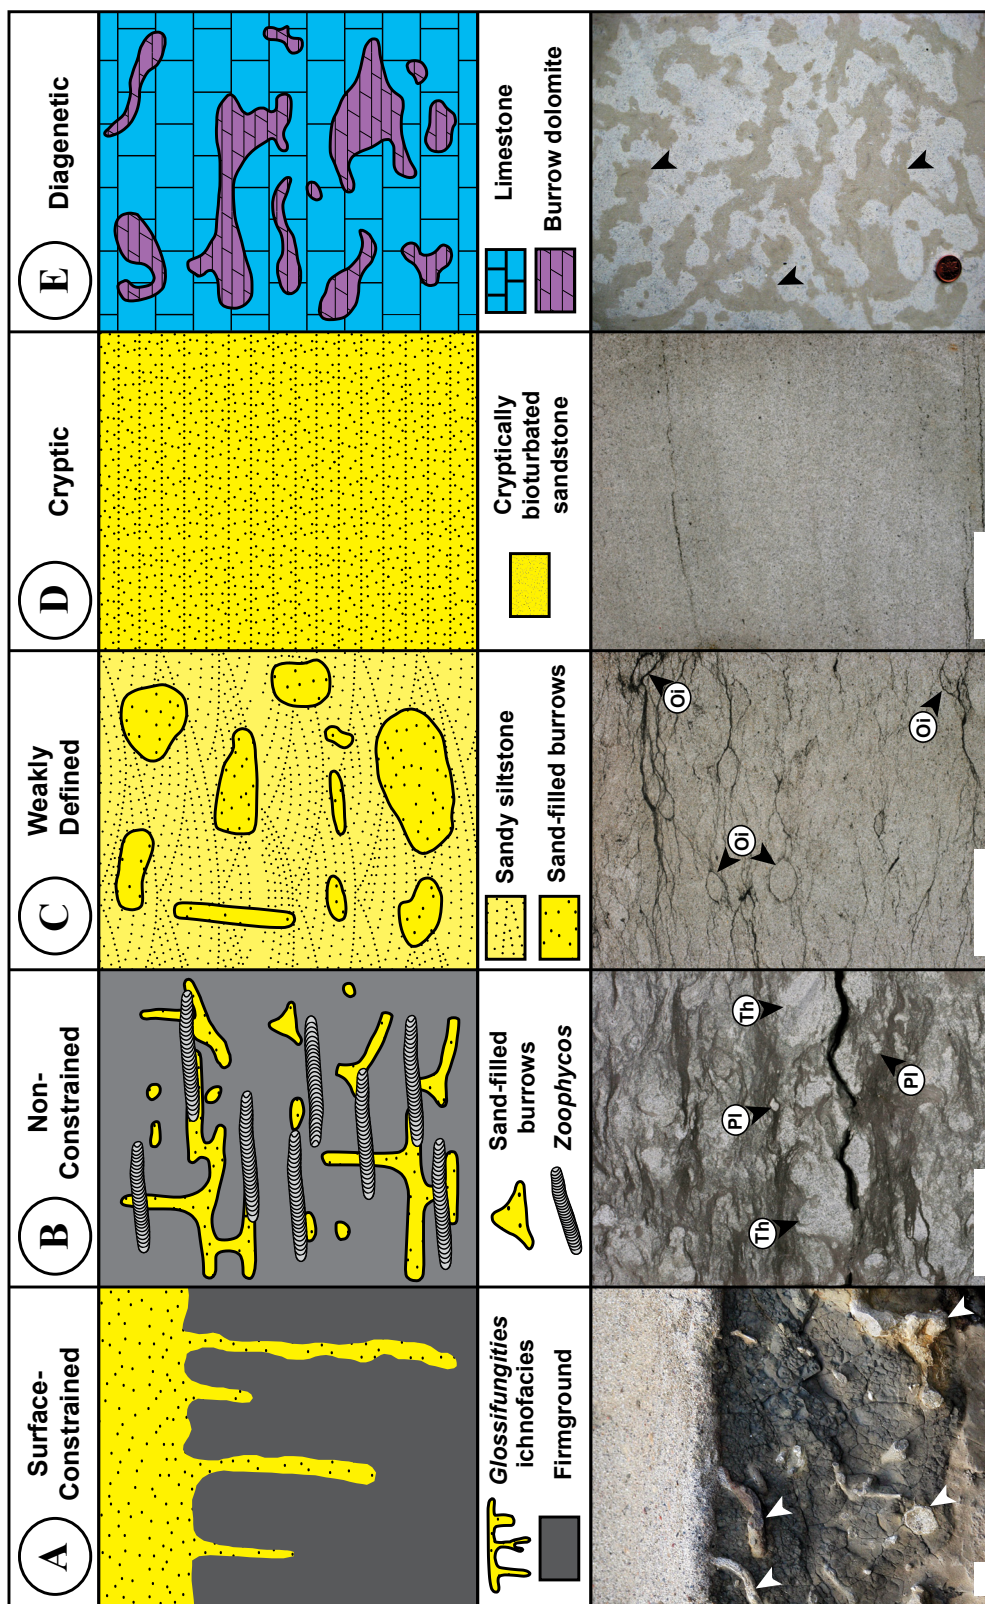 A
Surface-
Constrained
Glossifungities
ichnofacies
Firmground
B
Non-
Constrained
Sand-filled
burrows
Zoophycos
Th
Pl
Th
Pl
C
Weakly
Defined
Sandy siltstone
Sand-filled burrows
Oi
Oi
Oi
D
Cryptic
Cryptically
bioturbated
sandstone
E
Diagenetic
Limestone
Burrow dolomite